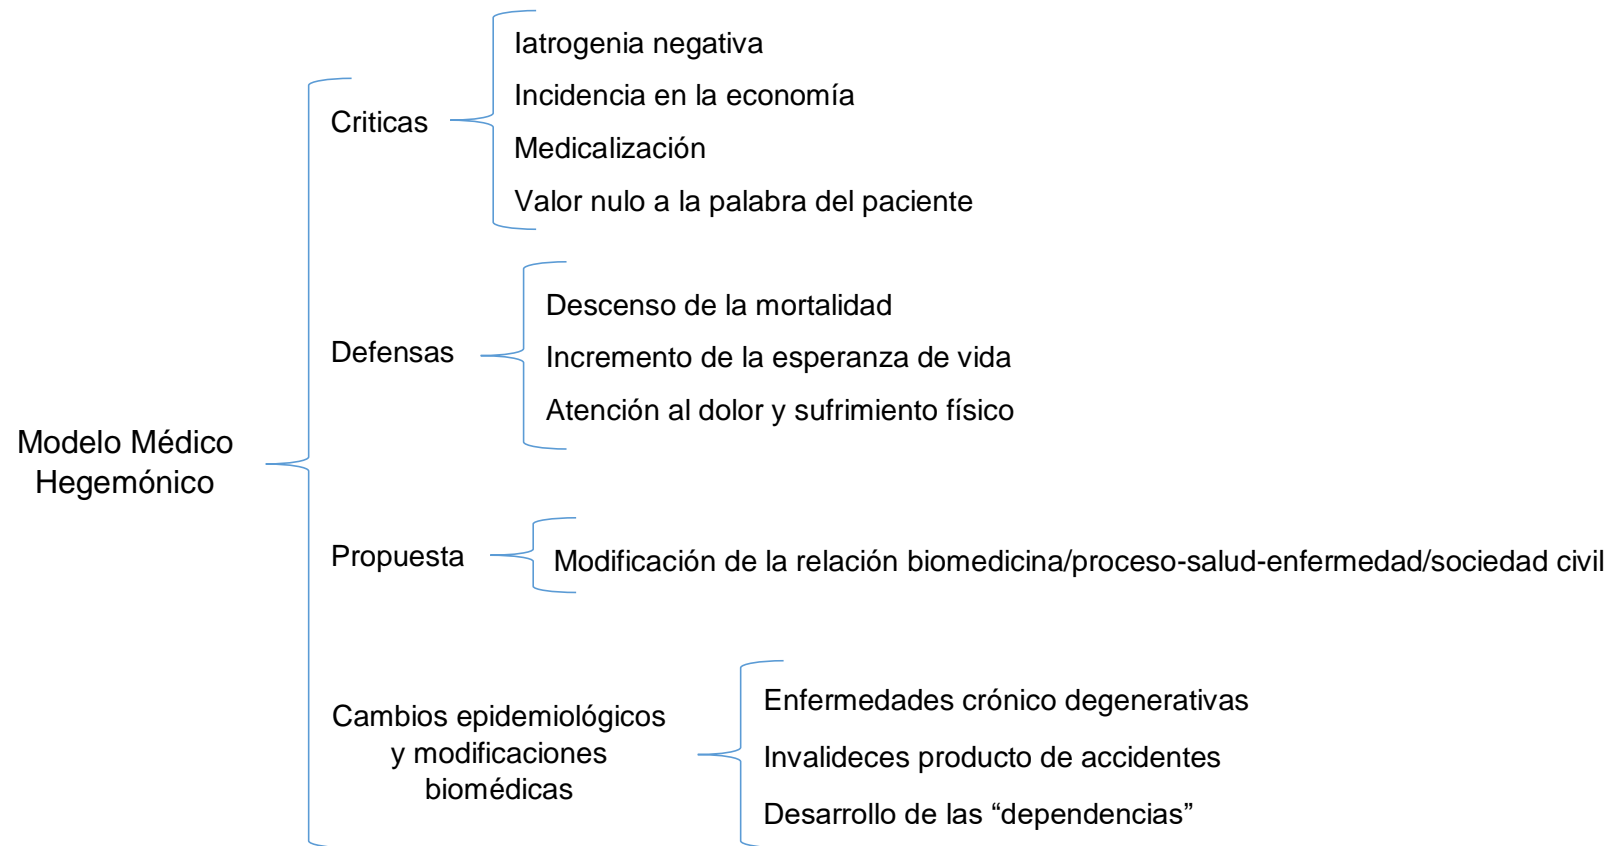 Modelo Médico
Hegemónico
Criticas
Iatrogenia negativa
Incidencia en la economía
Medicalización
Valor nulo a la palabra del paciente
Defensas
Descenso de la mortalidad
Incremento de la esperanza de vida
Atención al dolor y sufrimiento físico
Propuesta
Modificación de la relación biomedicina/proceso-salud-enfermedad/sociedad civil
Cambios epidemiológicos
y modificaciones
biomédicas
Enfermedades crónico degenerativas
Invalideces producto de accidentes
Desarrollo de las “dependencias”